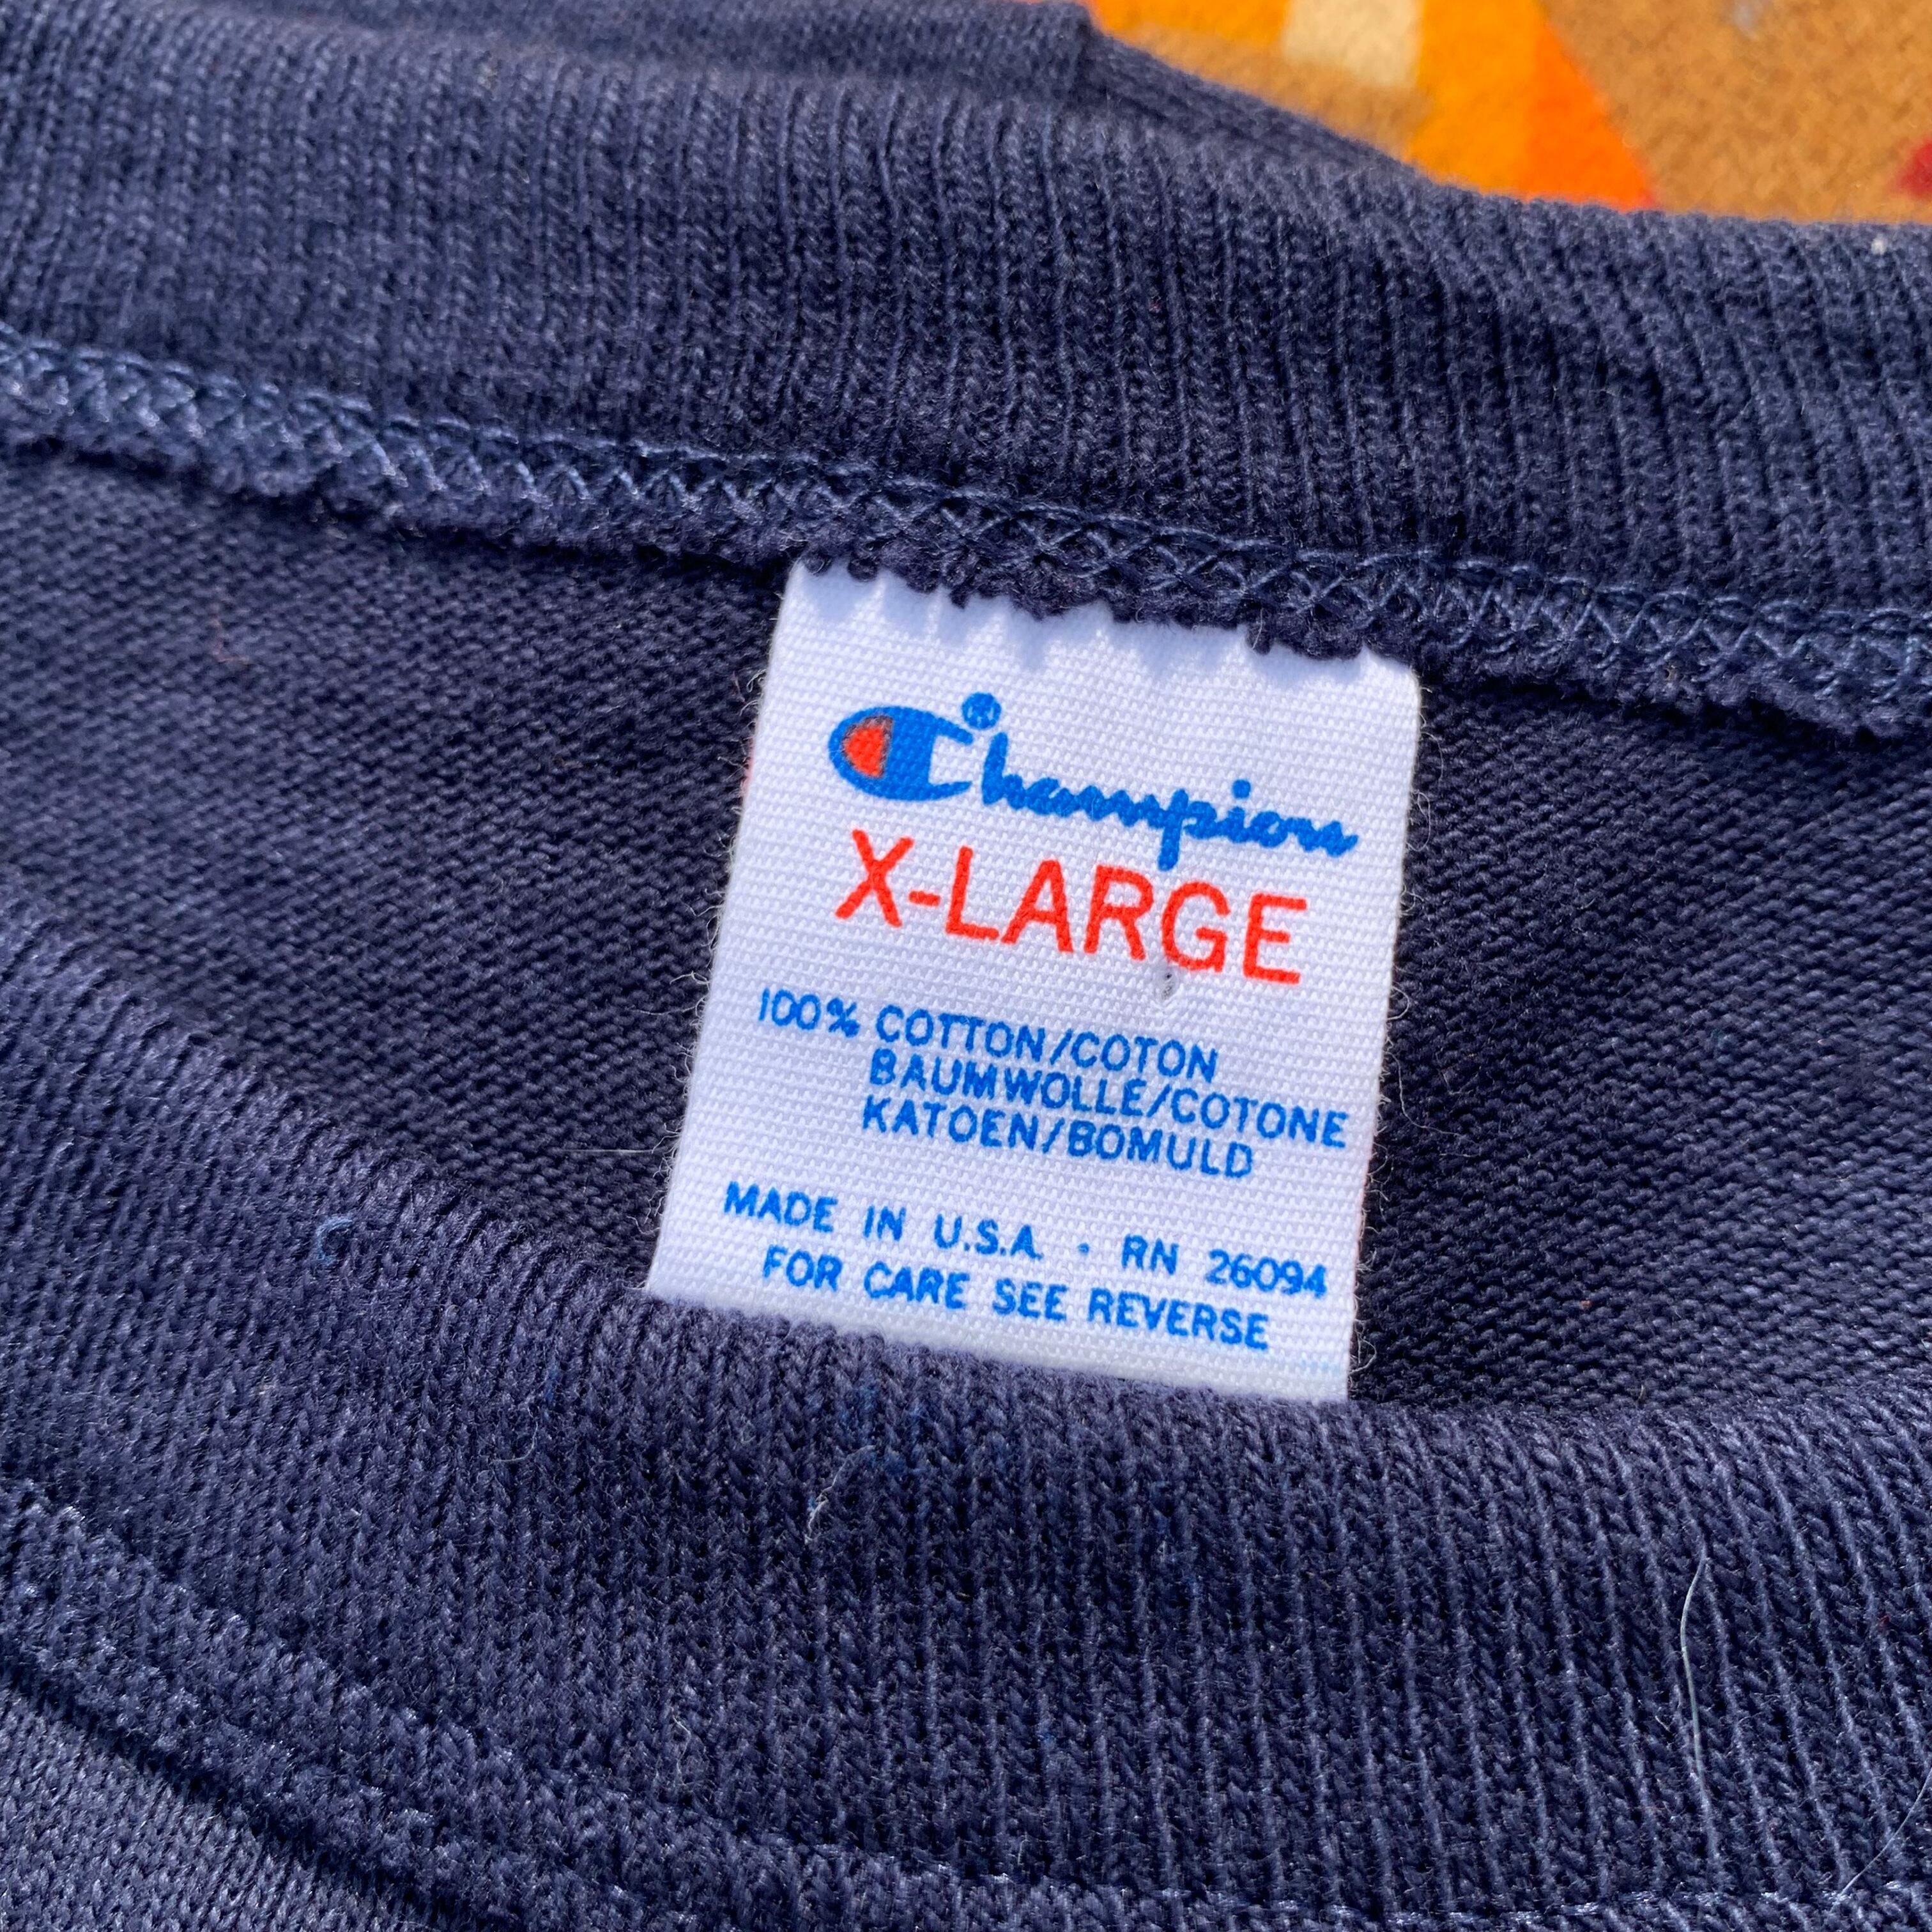 Champion®
X-LARGE
100% COTTON/COTON
BAUMWOLLE/COTONE
KATOEN/BOMULD
MADE IN U.S.A. · RN 26094
FOR CARE SEE REVERSE